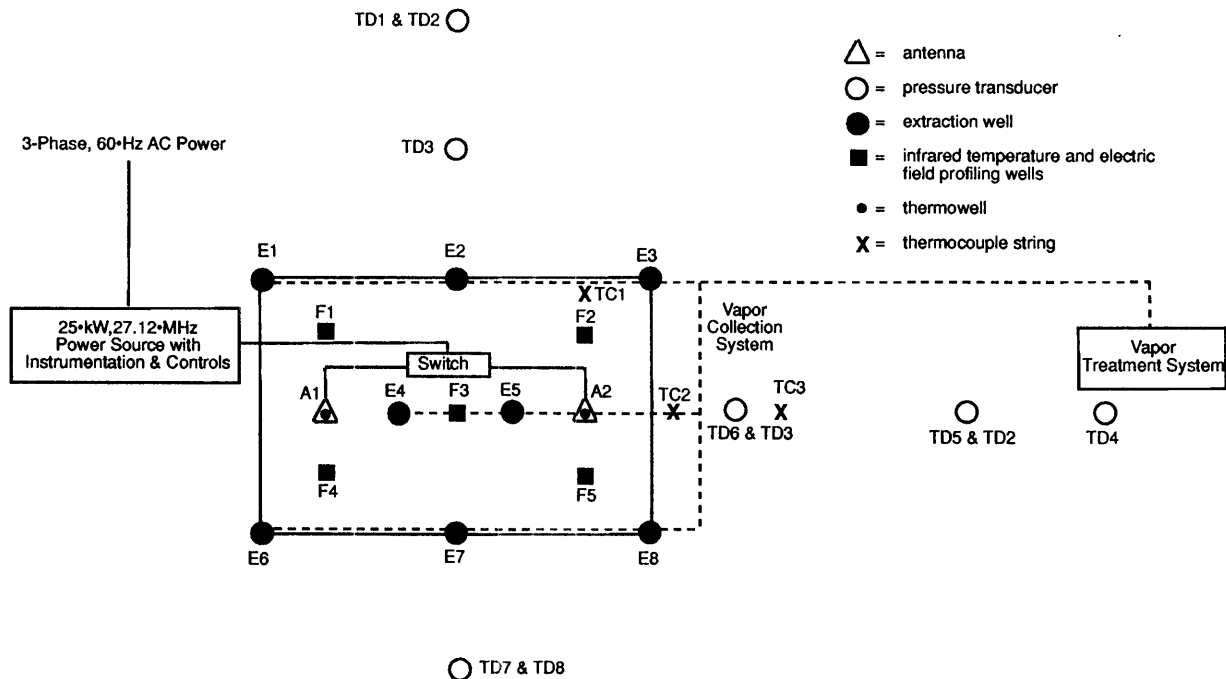 TD1 & TD2
= antenna
= pressure transducer
= extraction well
= infrared temperature and electric
field profiling wells
= thermowell
X = thermocouple string
3-Phase, 60•Hz AC Power
TD3
E1
E2
E3
TC1
F1
F2
25•kW,27.12•MHz
Power Source with
Instrumentation & Controls
Switch
Vapor
Collection
System
Vapor
Treatment System
A1
E4
F3
E5
A2
TC2
TC3
TD6 & TD3
TD5 & TD2
TD4
F4
F5
E6
E7
E8
TD7 & TD8